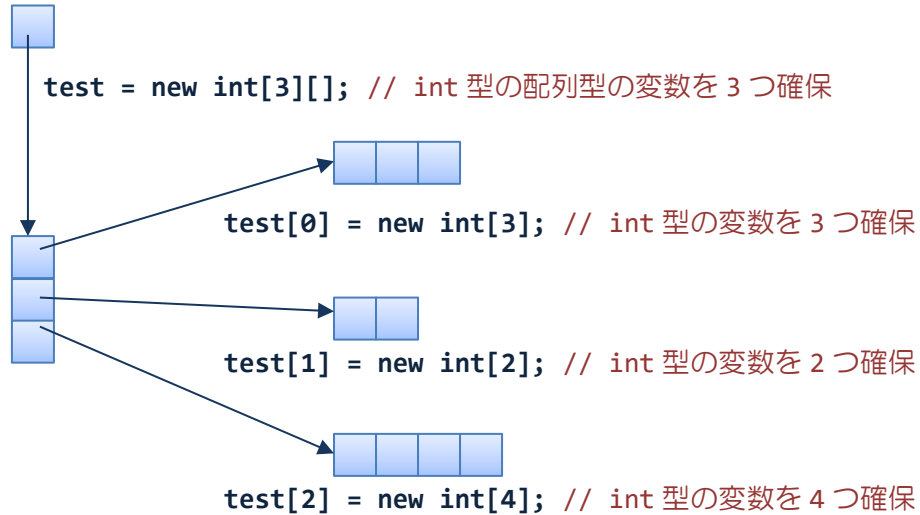 test = new int[3][]; // int 型の配列型の変数を 3 つ確保
test[0] = new int[3]; // int 型の変数を 3 つ確保
test[1] = new int[2]; // int 型の変数を 2 つ確保
test[2] = new int[4]; // int 型の変数を 4 つ確保